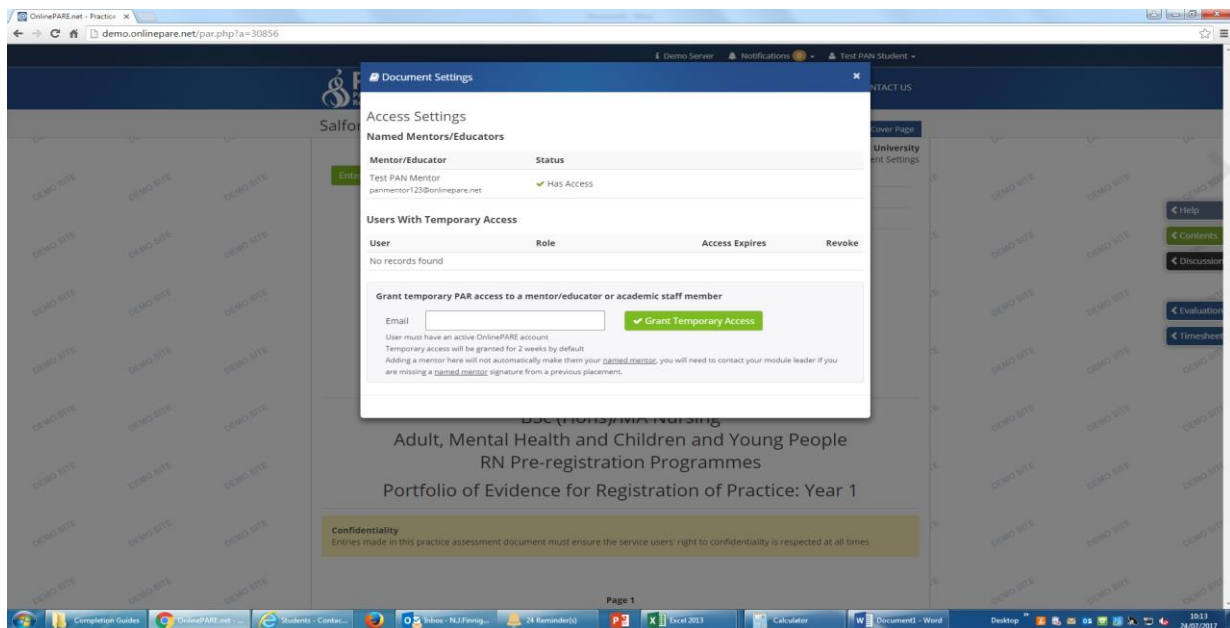 OnlinePARE.net - Practice
demo.onlinepare.net/par.php?a=30856
Demo Server Notifications 0 Test PAN Student
Document Settings
NTACT US
Salfor
Cover Page
Access Settings
Named Mentors/Educators
University
ent Settings
Mentor/Educator Status
Test PAN Mentor
panmentor123@onlinepare.net
Has Access
Users With Temporary Access
User Role Access Expires Revoke
No records found
Help
Contents
Discussion
Evaluation
Timesheet
Grant temporary PAR access to a mentor/educator or academic staff member
Email Grant Temporary Access
User must have an active OnlinePARE account
Temporary access will be granted for 2 weeks by default
Adding a mentor here will not automatically make them your named mentor, you will need to contact your module leader if you
are missing a named mentor signature from a previous placement.
BSc (Hons)/MA Nursing
Adult, Mental Health and Children and Young People
RN Pre-registration Programmes
Portfolio of Evidence for Registration of Practice: Year 1
Confidentiality
Entries made in this practice assessment document must ensure the service users' right to confidentiality is respected at all times.
Page 1
DEMO SITE
Completion Guides OnlinePARE.net - ... Students - Contac... Inbox - N.J.Finnig... 24 Reminder(s) Excel 2013 Calculator Document1 - Word Desktop
10:13
24/07/2017